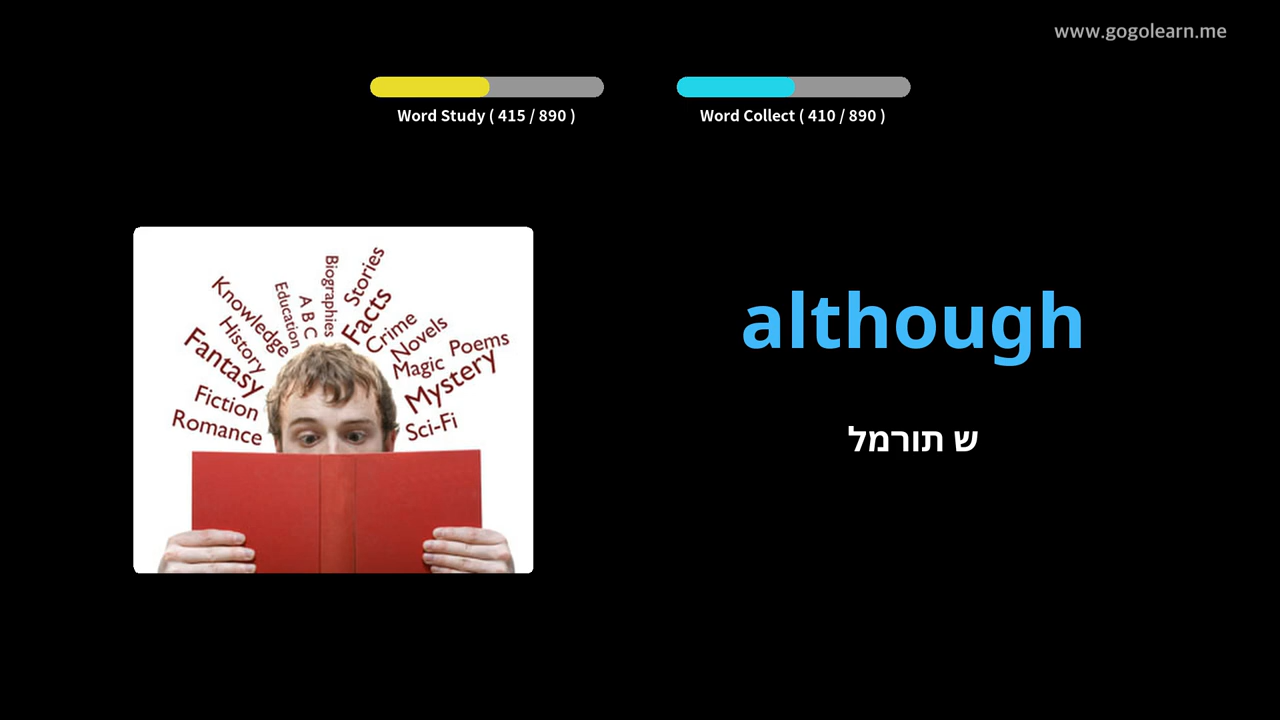 www.gogolearn.me
Word Study ( 415 / 890 )
Word Collect ( 410 / 890 )
Knowledge
History
Fantasy
Fiction
Romance
Education
A B C
Biographies
Stories
Facts
Crime
Novels
Magic
Poems
Mystery
Sci-Fi
although
ש תורמל